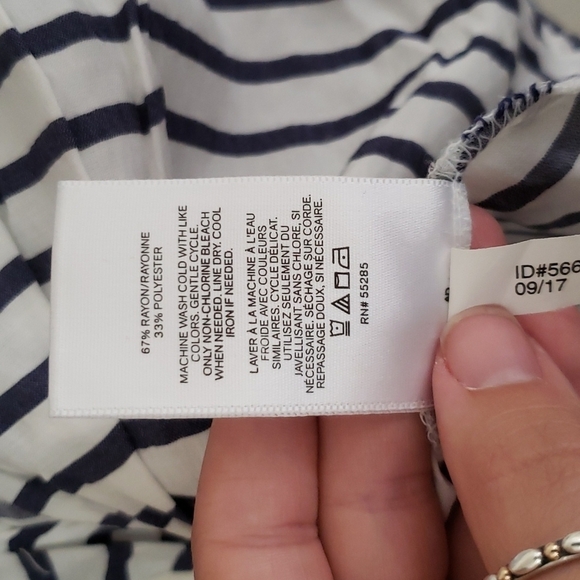 67% RAYON/RAYONNE
33% POLYESTER
MACHINE WASH COLD WITH LIKE
COLORS. GENTLE CYCLE.
ONLY NON-CHLORINE BLEACH
WHEN NEEDED. LINE DRY. COOL
IRON IF NEEDED.
LAVER À LA MACHINE À L'EAU
FROIDE AVEC COULEURS
SIMILAIRES. CYCLE DÉLICAT.
UTILISEZ SEULEMENT DU
JAVELLISANT SANS CHLORE, SI
NÉCESSAIRE. SÉCHAGE SUR CORDE.
REPASSAGE DOUX, SI NÉCESSAIRE.
RN# 55285
ID#566
09/17